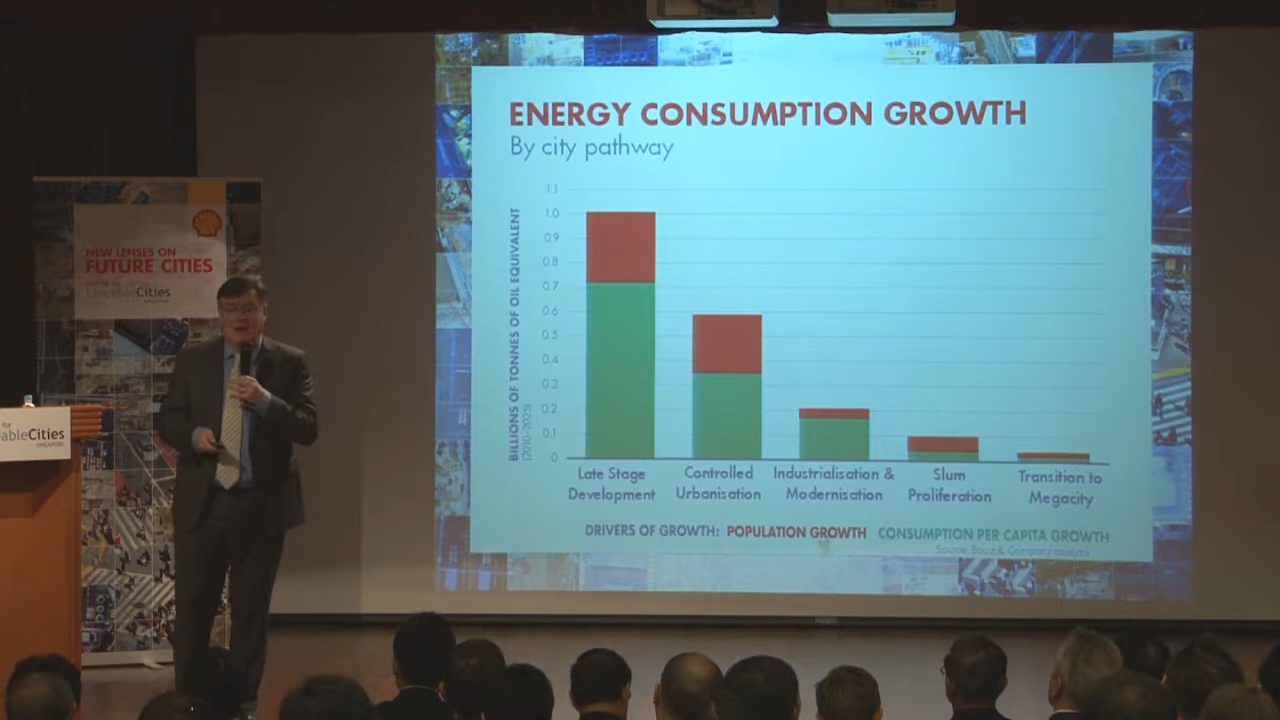 ENERGY CONSUMPTION GROWTH
By city pathway
BILLIONS OF TONNES OF OIL EQUIVALENT
(2010-2025)
1.1
1.0
0.9
0.8
0.7
0.6
0.5
0.4
0.3
0.2
0.1
0
Late Stage
Development
Controlled
Urbanisation
Industrialisation &
Modernisation
Slum
Proliferation
Transition to
Megacity
DRIVERS OF GROWTH: POPULATION GROWTH CONSUMPTION PER CAPITA GROWTH
Source: Booz & Company analysis
NEW LENSES ON
FUTURE CITIES
Cities
for
ableCities
SINGAPORE